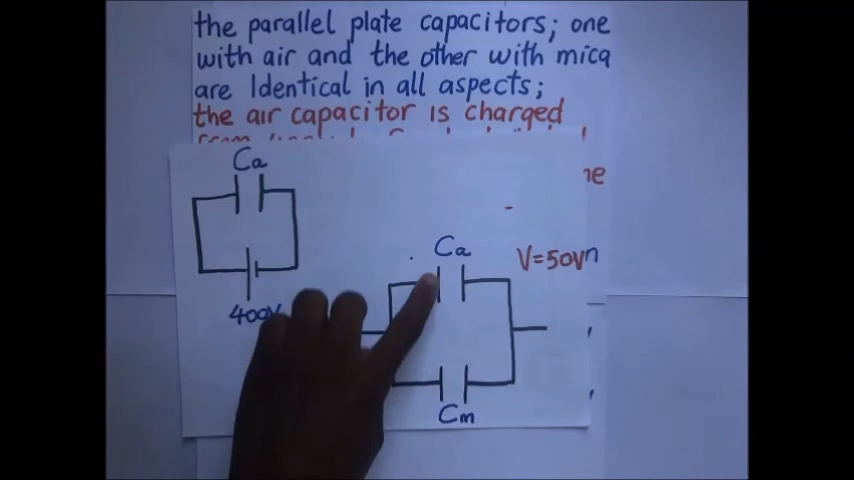 the parallel plate capacitors; one
with air and the other with mica
are Identical in all aspects;
the air capacitor is charged
Ca
Ca
V=50V
400V
Cm